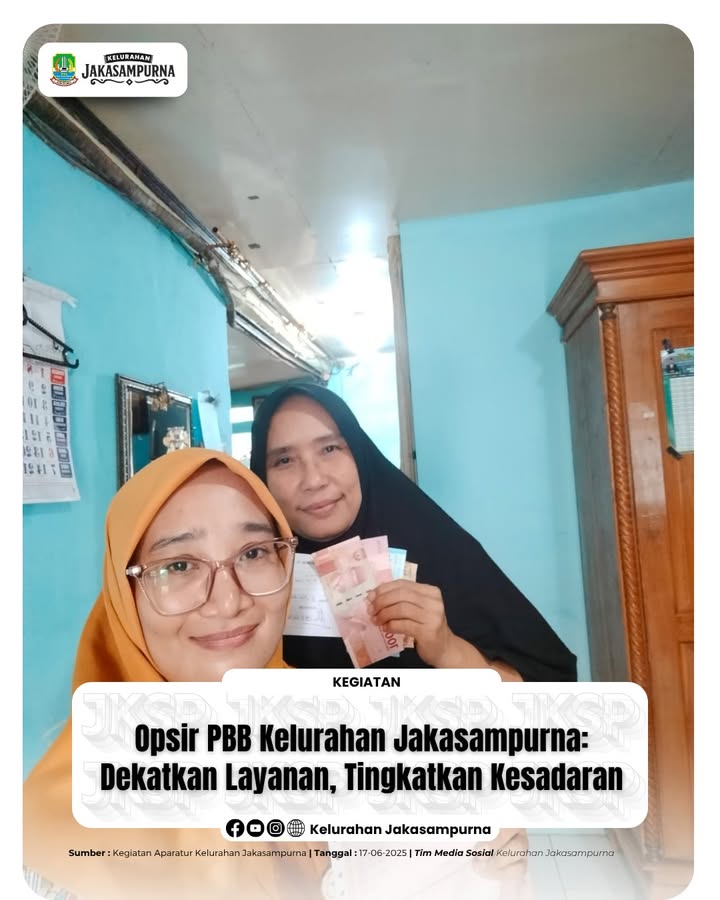 KELURAHAN
JAKASAMPURNA
KEGIATAN
Opsir PBB Kelurahan Jakasampurna:
Dekatkan Layanan, Tingkatkan Kesadaran
Kelurahan Jakasampurna
Sumber : Kegiatan Aparatur Kelurahan Jakasampurna | Tanggal : 17-06-2025 | Tim Media Sosial Kelurahan Jakasampurna